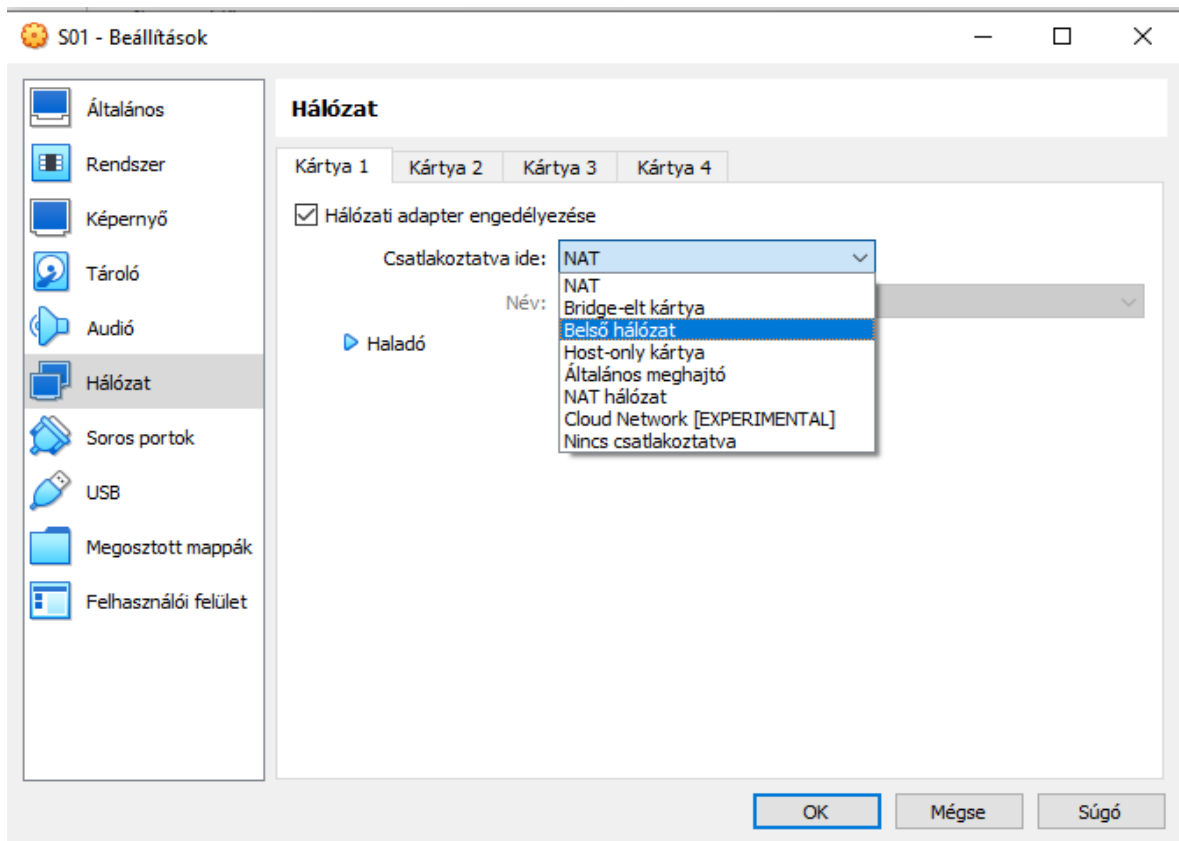 S01 - Beállítások
Általános
Rendszer
Képernyő
Tároló
Audió
Hálózat
Soros portok
USB
Megosztott mappák
Felhasználói felület
Hálózat
Kártya 1 Kártya 2 Kártya 3 Kártya 4
Hálózati adapter engedélyezése
Csatlakoztatva ide: NAT
Név:
Haladó
NAT
Bridge-elt kártya
Belső hálózat
Host-only kártya
Általános meghajtó
NAT hálózat
Cloud Network [EXPERIMENTAL]
Nincs csatlakoztatva
OK Mégse Súgó